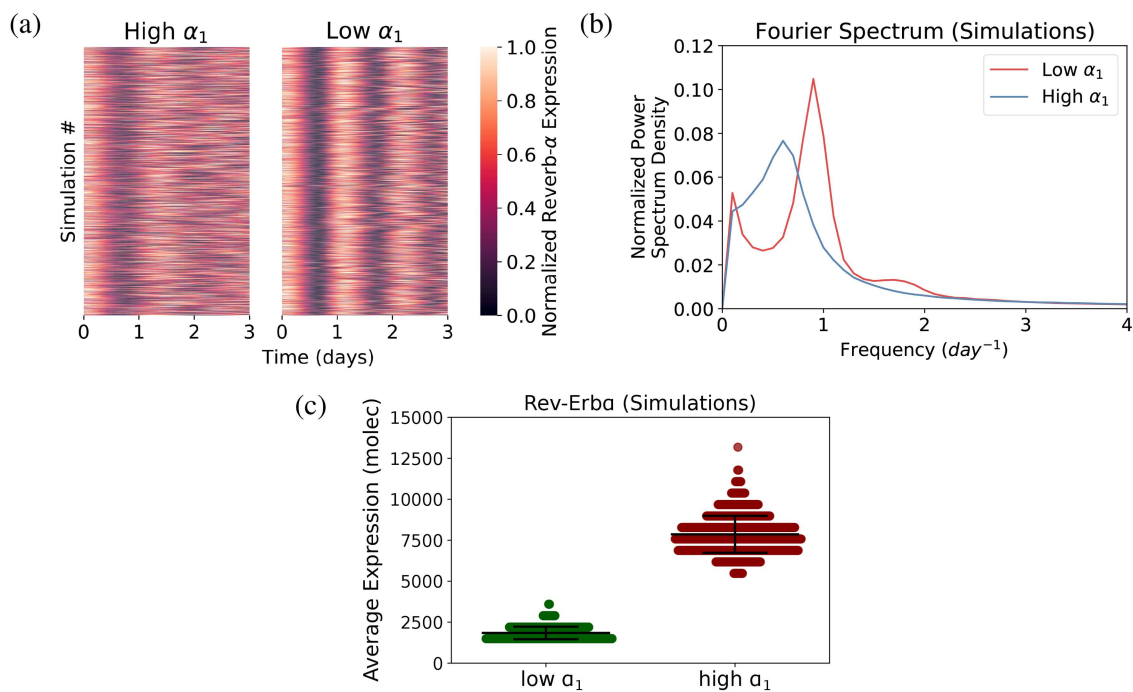 (a)
High α₁
Low α₁
Simulation #
0 1 2 3
0 1 2 3
Time (days)
1.0
0.8
0.6
0.4
0.2
0.0
Normalized Reverb-α Expression
(b)
Fourier Spectrum (Simulations)
Low α₁
High α₁
0.12
0.10
0.08
0.06
0.04
0.02
0.00
Normalized Power
Spectrum Density
0 1 2 3 4
Frequency (day⁻¹)
(c)
Rev-Erbα (Simulations)
Average Expression (molec)
15000
12500
10000
7500
5000
2500
0
low α₁
high α₁